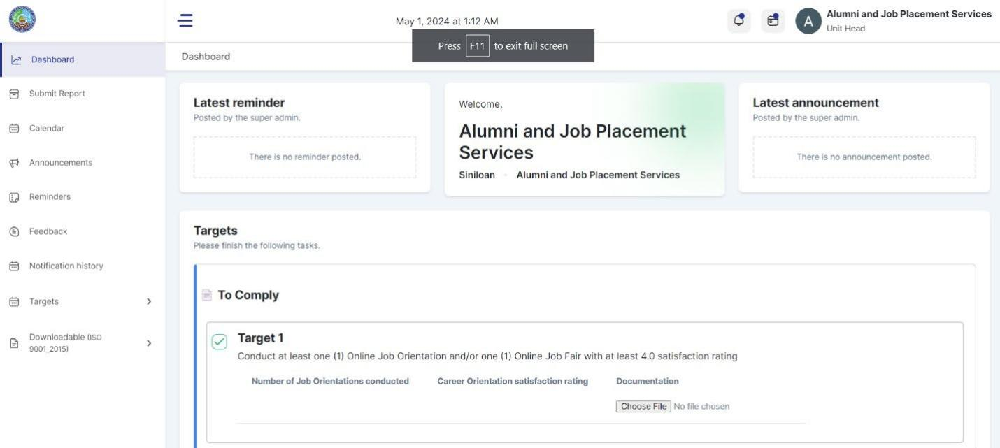 May 1, 2024 at 1:12 AM
A
Alumni and Job Placement Services
Unit Head
Press F11 to exit full screen
Dashboard
Submit Report
Calendar
Announcements
Reminders
Feedback
Notification history
Targets
Downloadable (ISO
9001_2015)
Dashboard
Latest reminder
Posted by the super admin.
There is no reminder posted.
Welcome,
Alumni and Job Placement
Services
Siniloan - Alumni and Job Placement Services
Latest announcement
Posted by the super admin.
There is no announcement posted.
Targets
Please finish the following tasks.
To Comply
Target 1
Conduct at least one (1) Online Job Orientation and/or one (1) Online Job Fair with at least 4.0 satisfaction rating
Number of Job Orientations conducted Career Orientation satisfaction rating Documentation
Choose File No file chosen